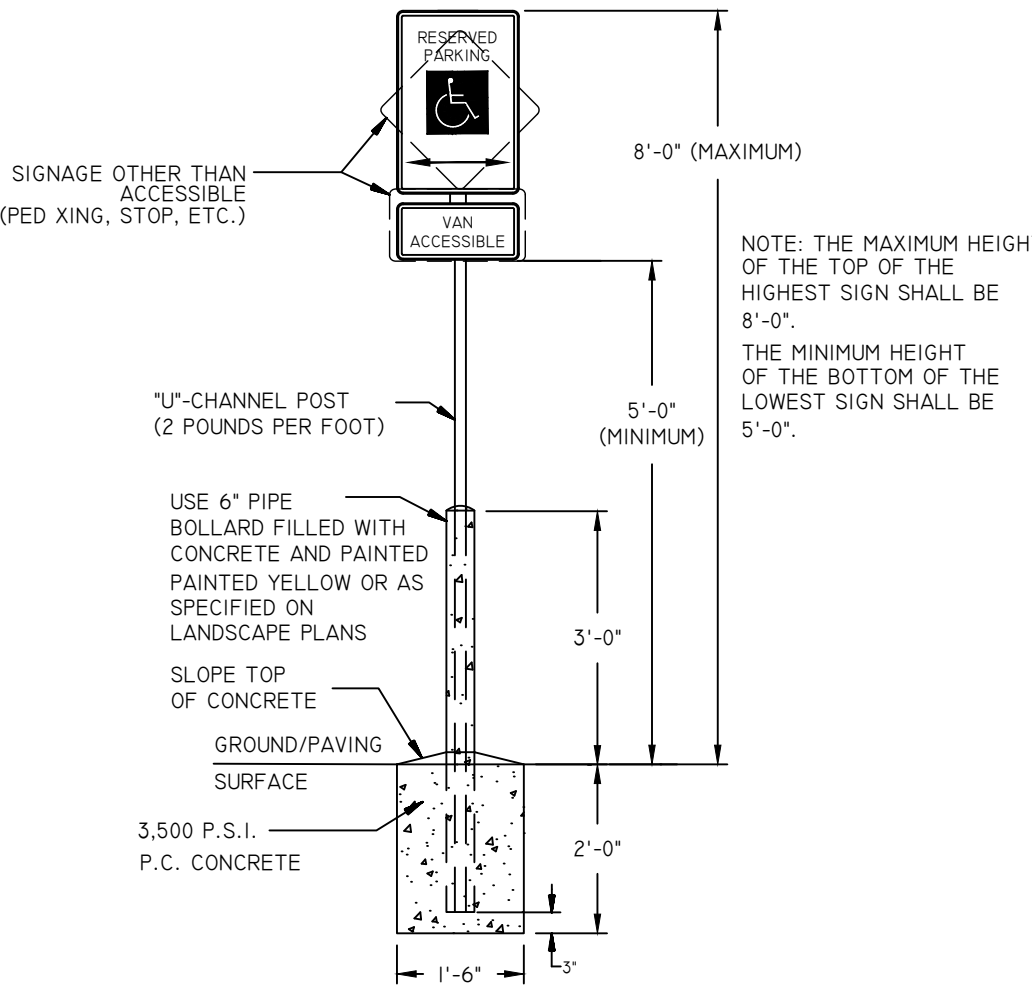 RESERVED
PARKING
8'-0" (MAXIMUM)
SIGNAGE OTHER THAN
ACCESSIBLE
(PED XING, STOP, ETC.)
VAN
ACCESSIBLE
NOTE: THE MAXIMUM HEIGH
OF THE TOP OF THE
HIGHEST SIGN SHALL BE
8'-0".
THE MINIMUM HEIGHT
OF THE BOTTOM OF THE
LOWEST SIGN SHALL BE
5'-0".
"U"-CHANNEL POST
(2 POUNDS PER FOOT)
5'-0"
(MINIMUM)
USE 6" PIPE
BOLLARD FILLED WITH
CONCRETE AND PAINTED
PAINTED YELLOW OR AS
SPECIFIED ON
LANDSCAPE PLANS
3'-0"
SLOPE TOP
OF CONCRETE
GROUND/PAVING
SURFACE
3,500 P.S.I.
P.C. CONCRETE
2'-0"
1'-6"
3"